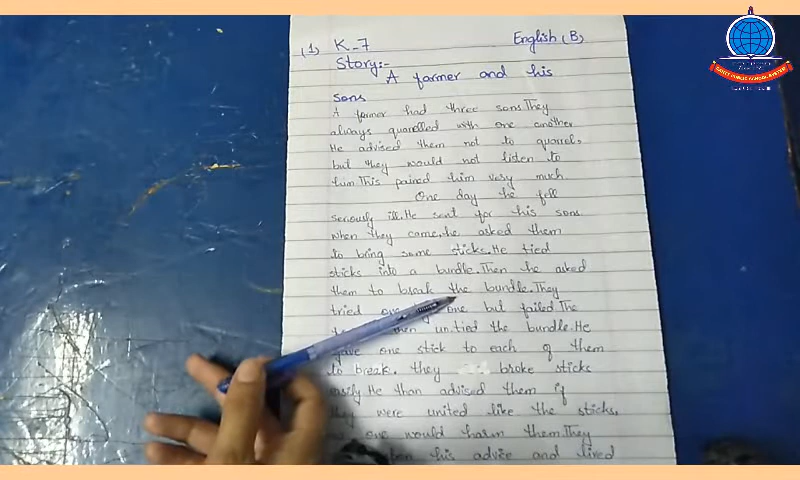 (1) K-7 English (B)
Story:-
A farmer and his
Sons
A farmer had three sons.They
always quarrelled with one another
He advised them not to quarrel,
but they would not listen to
him.This pained him very much
One day he fell
seriously ill.He sent for his sons
when they came,he asked them
to bring some sticks.He tied
sticks into a bundle.Then he asked
them to break the bundle.They
tried one by one but failed.The
then untied the bundle.He
gave one stick to each of them
to break. they broke sticks
easily.He than advised them if
they were united like the sticks,
no one would harm them.They
his advice and lived